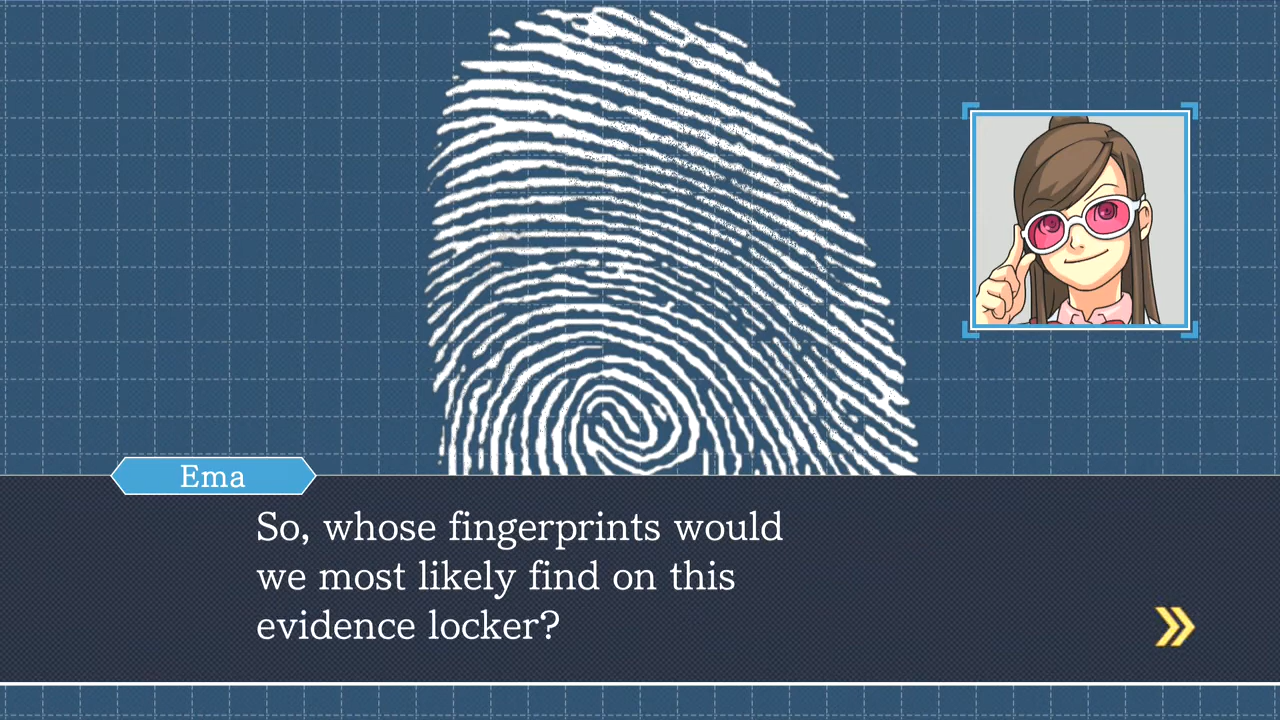 Ema
So, whose fingerprints would
we most likely find on this
evidence locker?